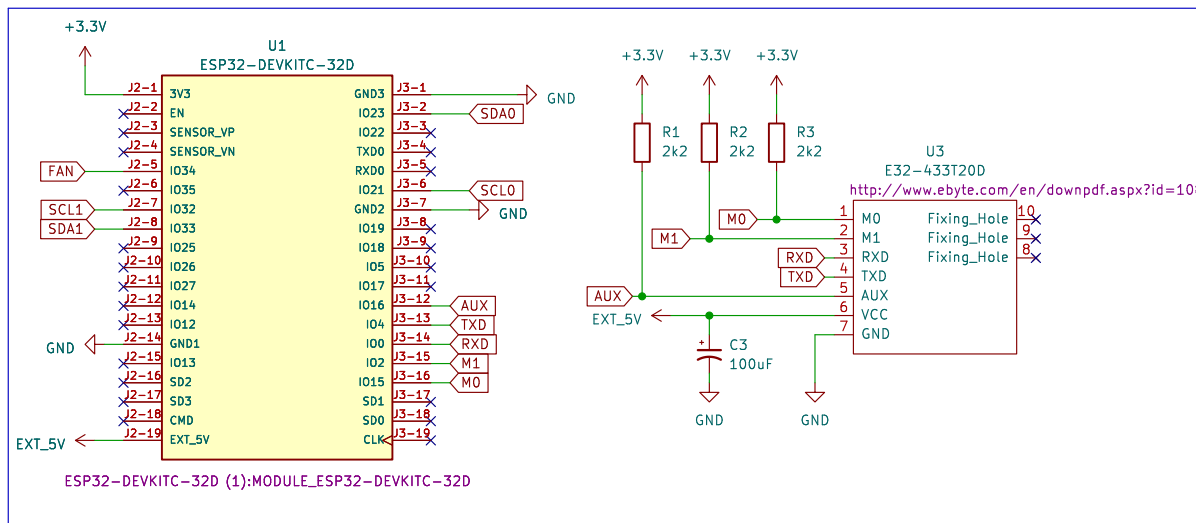 +3.3V
U1
ESP32-DEVKITC-32D
J2-1 3V3
J2-2 EN
J2-3 SENSOR_VP
J2-4 SENSOR_VN
FAN J2-5 IO34
J2-6 IO35
SCL1 J2-7 IO32
SDA1 J2-8 IO33
J2-9 IO25
J2-10 IO26
J2-11 IO27
J2-12 IO14
J2-13 IO12
GND J2-14 GND1
J2-15 IO13
J2-16 SD2
J2-17 SD3
J2-18 CMD
EXT_5V J2-19 EXT_5V
GND3 J3-1 GND
IO23 J3-2 SDA0
IO22 J3-3
TXD0 J3-4
RXD0 J3-5
IO21 J3-6 SCL0
GND2 J3-7 GND
IO19 J3-8
IO18 J3-9
IO5 J3-10
IO17 J3-11
IO16 J3-12 AUX
IO4 J3-13 TXD
IO0 J3-14 RXD
IO2 J3-15 M1
IO15 J3-16 M0
SD1 J3-17
SD0 J3-18
CLK J3-19
ESP32-DEVKITC-32D (1):MODULE_ESP32-DEVKITC-32D
+3.3V +3.3V +3.3V
R1 R2 R3
2k2 2k2 2k2
U3
E32-433T20D
http://www.ebyte.com/en/downpdf.aspx?id=10
M0 1 M0 Fixing_Hole 10
M1 2 M1 Fixing_Hole 9
RXD 3 RXD Fixing_Hole 8
TXD 4 TXD
AUX 5 AUX
EXT_5V 6 VCC
7 GND
+ C3
100uF
GND GND